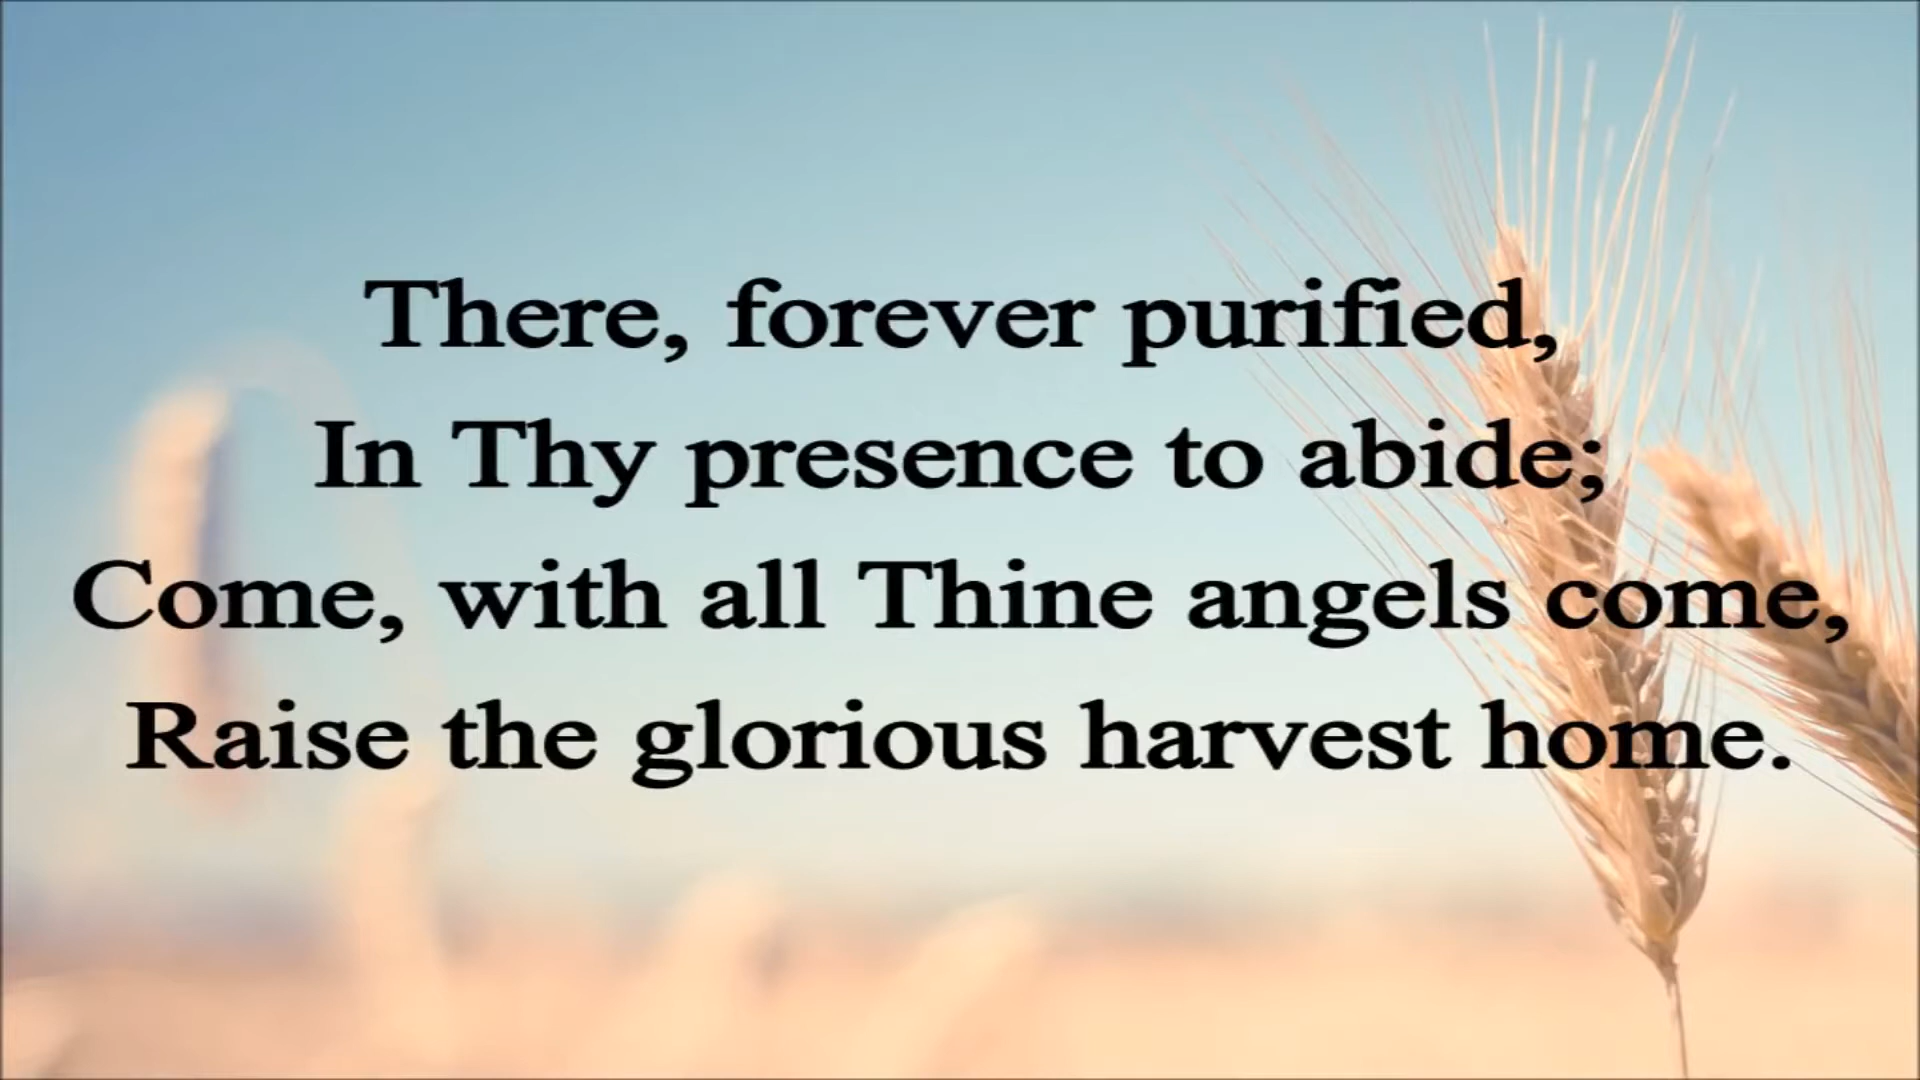 There, forever purified,
In Thy presence to abide;
Come, with all Thine angels come,
Raise the glorious harvest home.